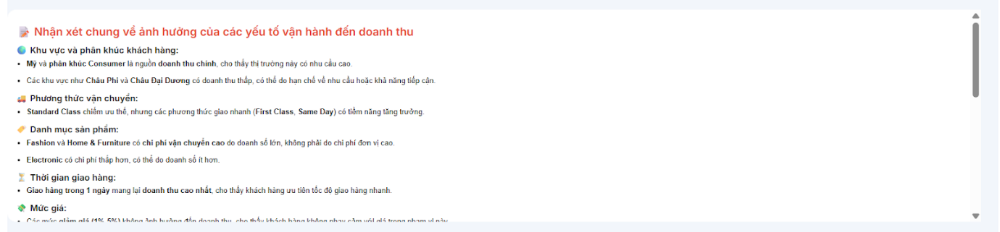 📝 Nhận xét chung về ảnh hưởng của các yếu tố vận hành đến doanh thu
🌍 Khu vực và phân khúc khách hàng:
• Mỹ và phân khúc Consumer là nguồn doanh thu chính, cho thấy thị trường này có nhu cầu cao.
• Các khu vực như Châu Phi và Châu Đại Dương có doanh thu thấp, có thể do hạn chế về nhu cầu hoặc khả năng tiếp cận.
🚚 Phương thức vận chuyển:
• Standard Class chiếm ưu thế, nhưng các phương thức giao nhanh (First Class, Same Day) có tiềm năng tăng trưởng.
🏷️ Danh mục sản phẩm:
• Fashion và Home & Furniture có chi phí vận chuyển cao do doanh số lớn, không phải do chi phí đơn vị cao.
• Electronic có chi phí thấp hơn, có thể do doanh số ít hơn.
⏳ Thời gian giao hàng:
• Giao hàng trong 1 ngày mang lại doanh thu cao nhất, cho thấy khách hàng ưu tiên tốc độ giao hàng nhanh.
💸 Mức giá:
• Các mức giảm giá (1%-5%) không ảnh hưởng đến doanh thu, cho thấy khách hàng không nhạy cảm với giá trong phạm vi này.